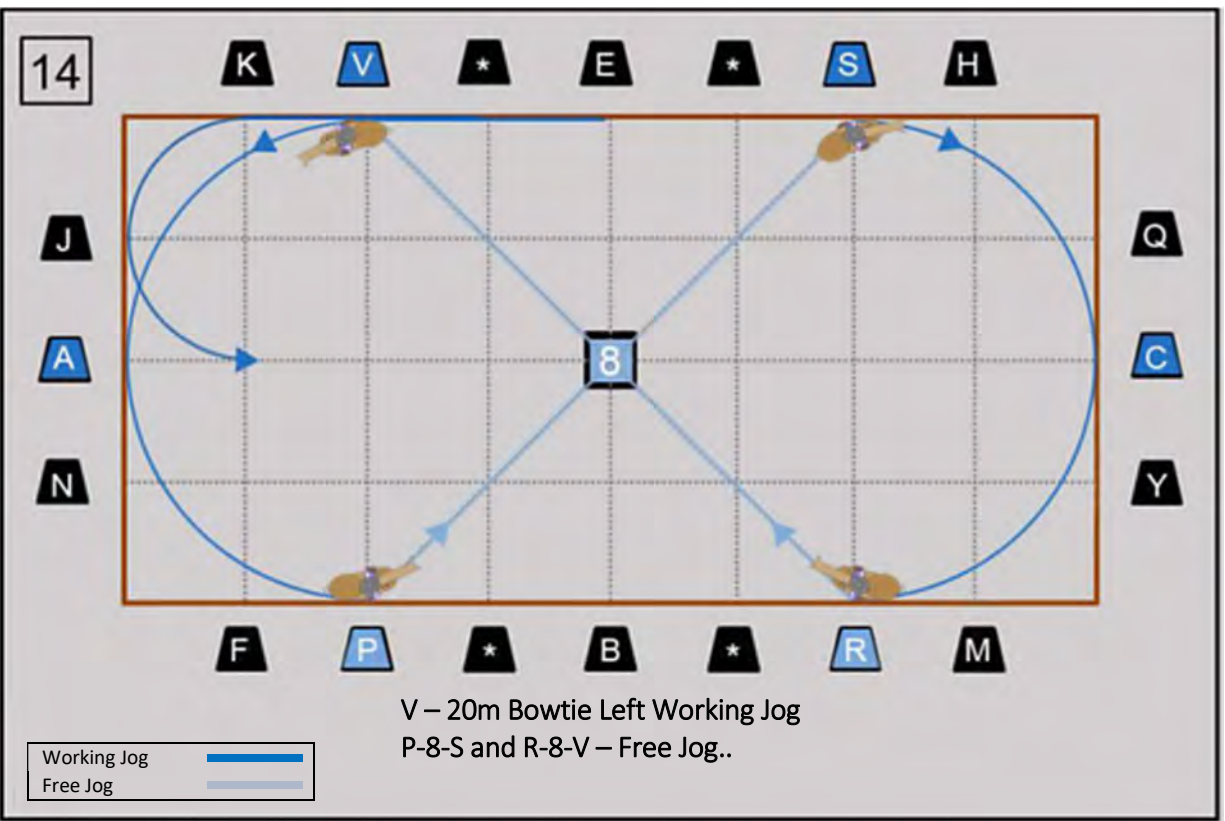 14
K V * E * S H
J
Q
A
8
C
N
Y
F P * B * R M
V – 20m Bowtie Left Working Jog
P-8-S and R-8-V – Free Jog..
Working Jog
Free Jog